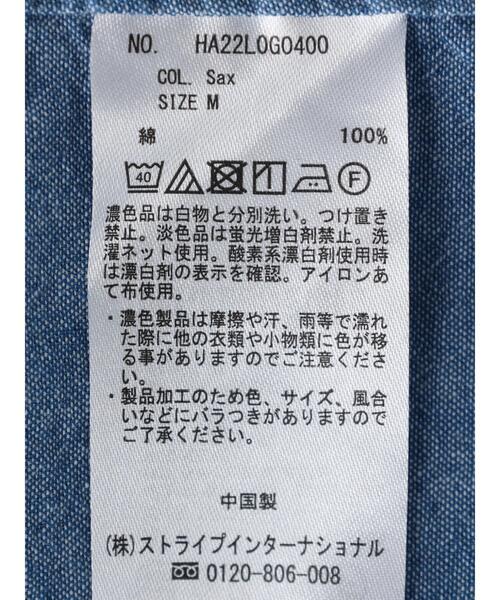 NO. HA22L0G0400
COL. Sax
SIZE M
綿 100%
40 F
濃色品は白物と分別洗い。つけ置き
禁止。淡色品は蛍光増白剤禁止。洗
濯ネット使用。酸素系漂白剤使用時
は漂白剤の表示を確認。アイロンあ
て布使用。
・濃色製品は摩擦や汗、雨等で濡れ
た際に他の衣類や小物類に色が移
る事がありますのでご注意くださ
い。
・製品加工のため色、サイズ、風合
いなどにバラつきがありますので
ご了承ください。
中国製
(株)ストライプインターナショナル
0120-806-008